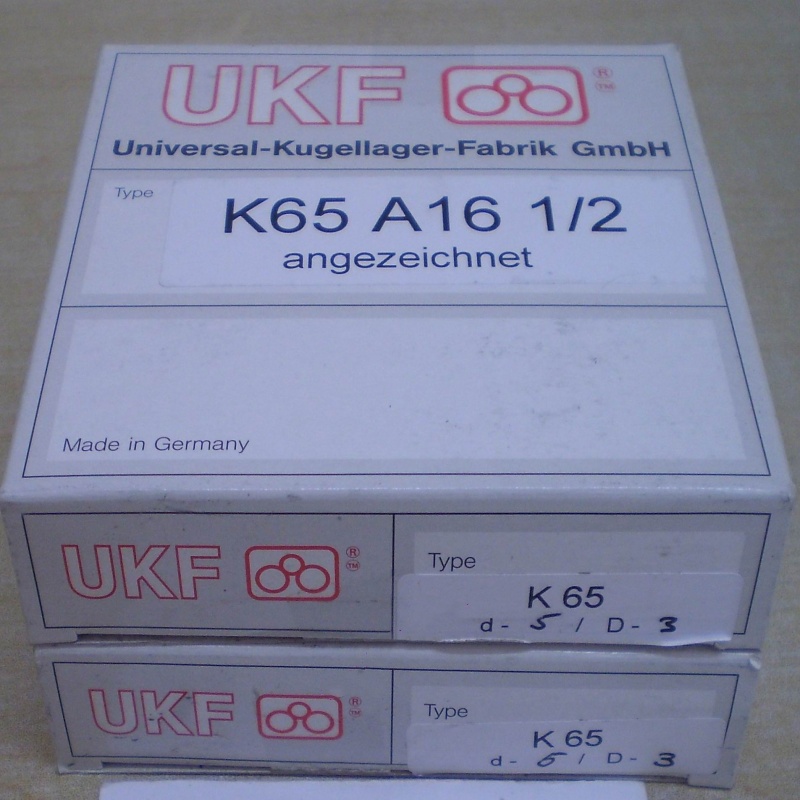 UKF ® ™
Universal-Kugellager-Fabrik GmbH
Type
K65 A16 1/2
angezeichnet
Made in Germany
UKF ® ™
Type
K 65
d - 5 / D - 3
UKF ® ™
Type
K 65
d - 5 / D - 3